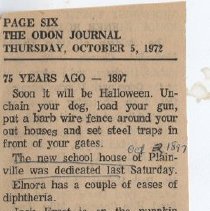 PAGE SIX
THE ODON JOURNAL
THURSDAY, OCTOBER 5, 1972
75 YEARS AGO — 1897
Soon it will be Halloween. Un-
chain your dog, load your gun,
put a barb wire fence around your
out houses and set steel traps in
front of your gates.
Oct 1897
The new school house of Plain-
ville was dedicated last Saturday.
Elnora has a couple of cases of
diphtheria.